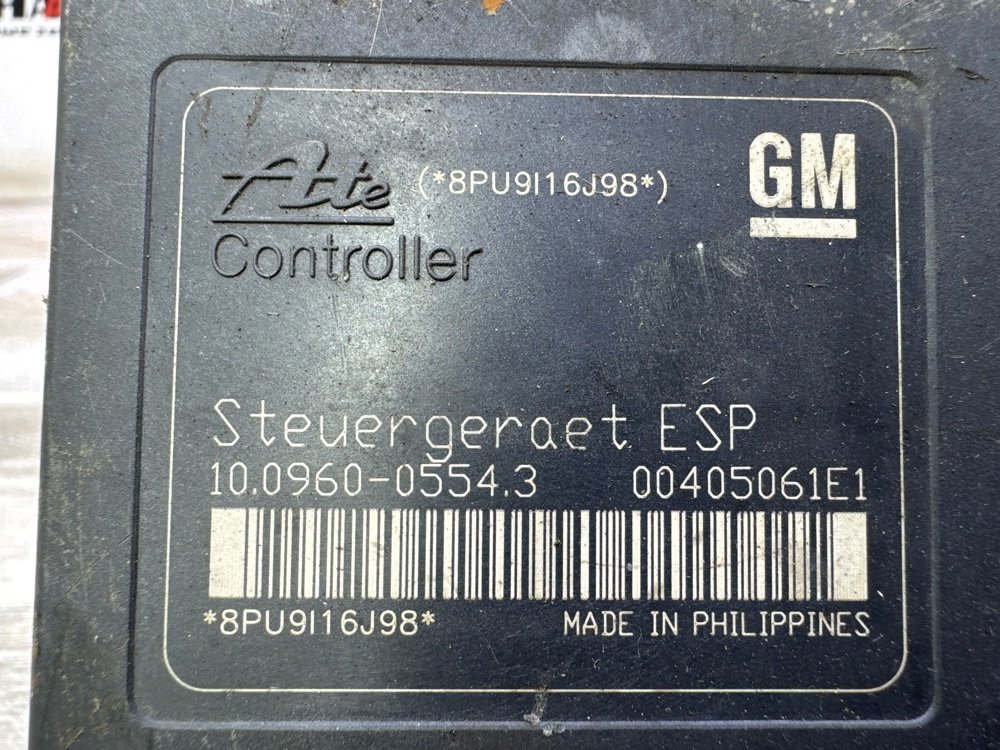 Ate (*8PU9I16J98*) GM
Controller
Steuergeraet ESP
10.0960-0554.3 00405061E1
*8PU9I16J98* MADE IN PHILIPPINES